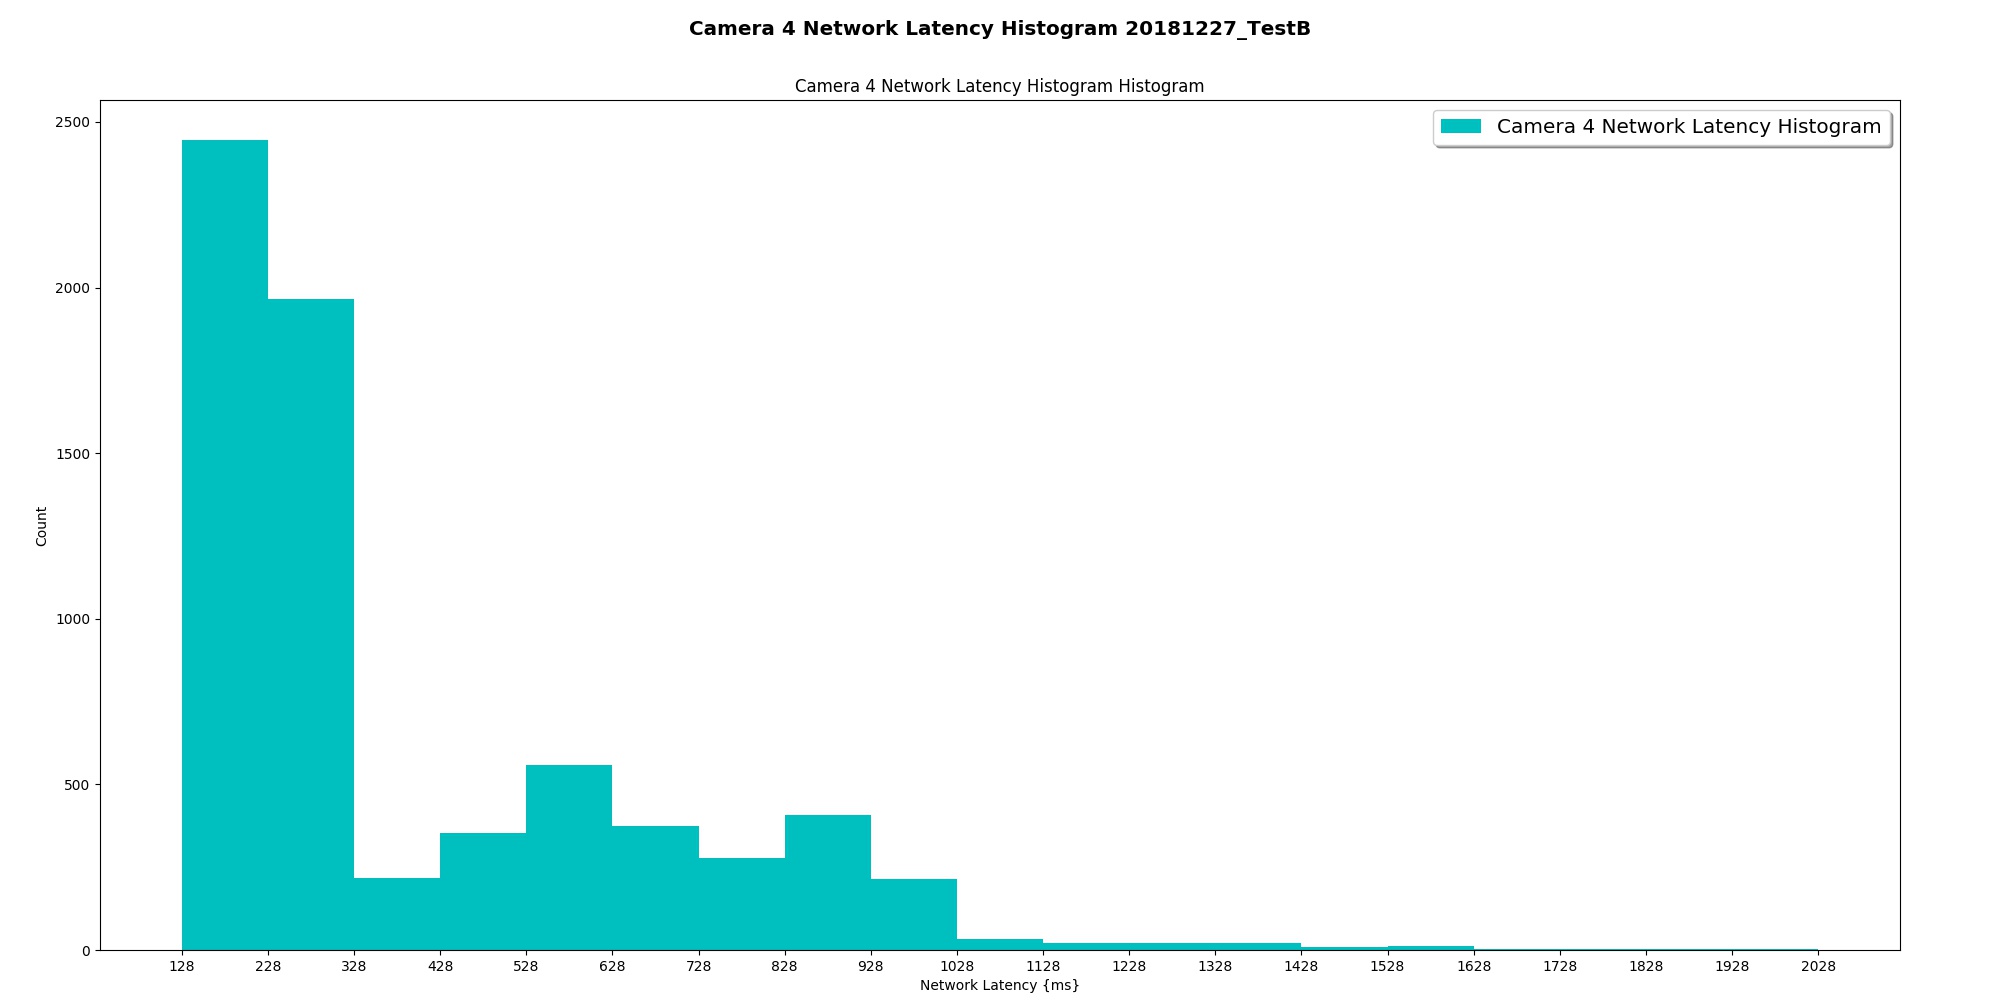 Camera 4 Network Latency Histogram 20181227_TestB
Camera 4 Network Latency Histogram Histogram
Camera 4 Network Latency Histogram
2500
2000
1500
1000
500
0
Count
128 228 328 428 528 628 728 828 928 1028 1128 1228 1328 1428 1528 1628 1728 1828 1928 2028
Network Latency {ms}